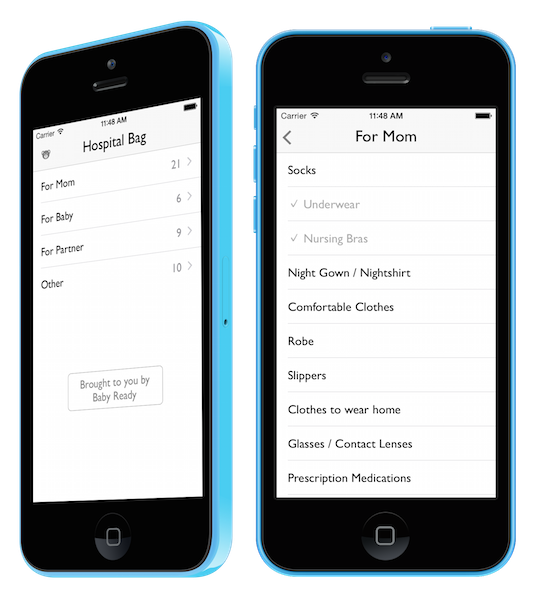 Carrier 11:48 AM
Hospital Bag
For Mom 21
For Baby 6
For Partner 9
Other 10
Brought to you by
Baby Ready
Carrier 11:48 AM
For Mom
Socks
✓ Underwear
✓ Nursing Bras
Night Gown / Nightshirt
Comfortable Clothes
Robe
Slippers
Clothes to wear home
Glasses / Contact Lenses
Prescription Medications